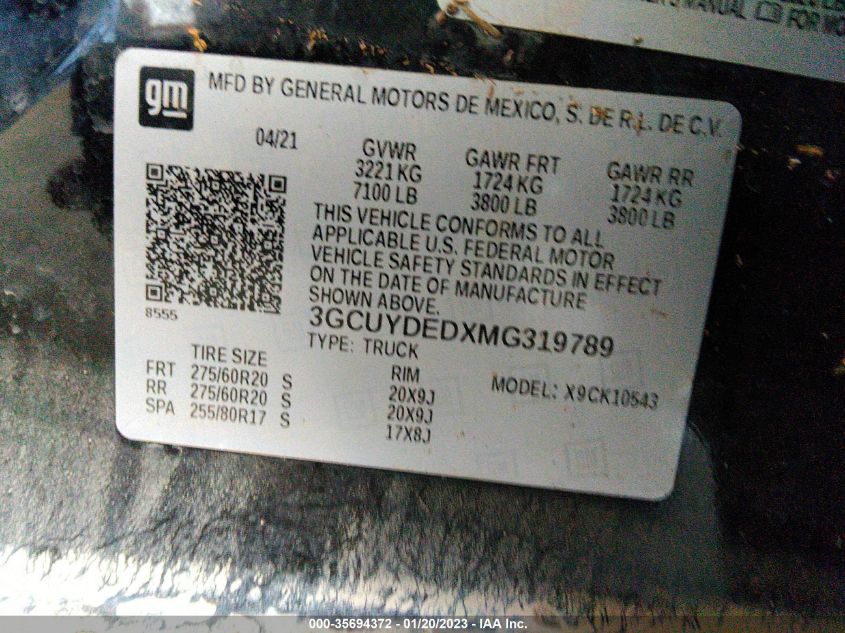 MANUAL
FOR
gm
MFD BY GENERAL MOTORS DE MEXICO, S. DE R.L. DE C.V.
04/21
GVWR
3221 KG
7100 LB
GAWR FRT
1724 KG
3800 LB
GAWR RR
1724 KG
3800 LB
THIS VEHICLE CONFORMS TO ALL
APPLICABLE U.S. FEDERAL MOTOR
VEHICLE SAFETY STANDARDS IN EFFECT
ON THE DATE OF MANUFACTURE
SHOWN ABOVE.
8555
3GCUYDEDXMG319789
TYPE: TRUCK
TIRE SIZE
RIM
MODEL: X9CK10543
FRT 275/60R20 S 20X9J
RR 275/60R20 S 20X9J
SPA 255/80R17 S 17X8J
000-35694372 - 01/20/2023 - IAA Inc.